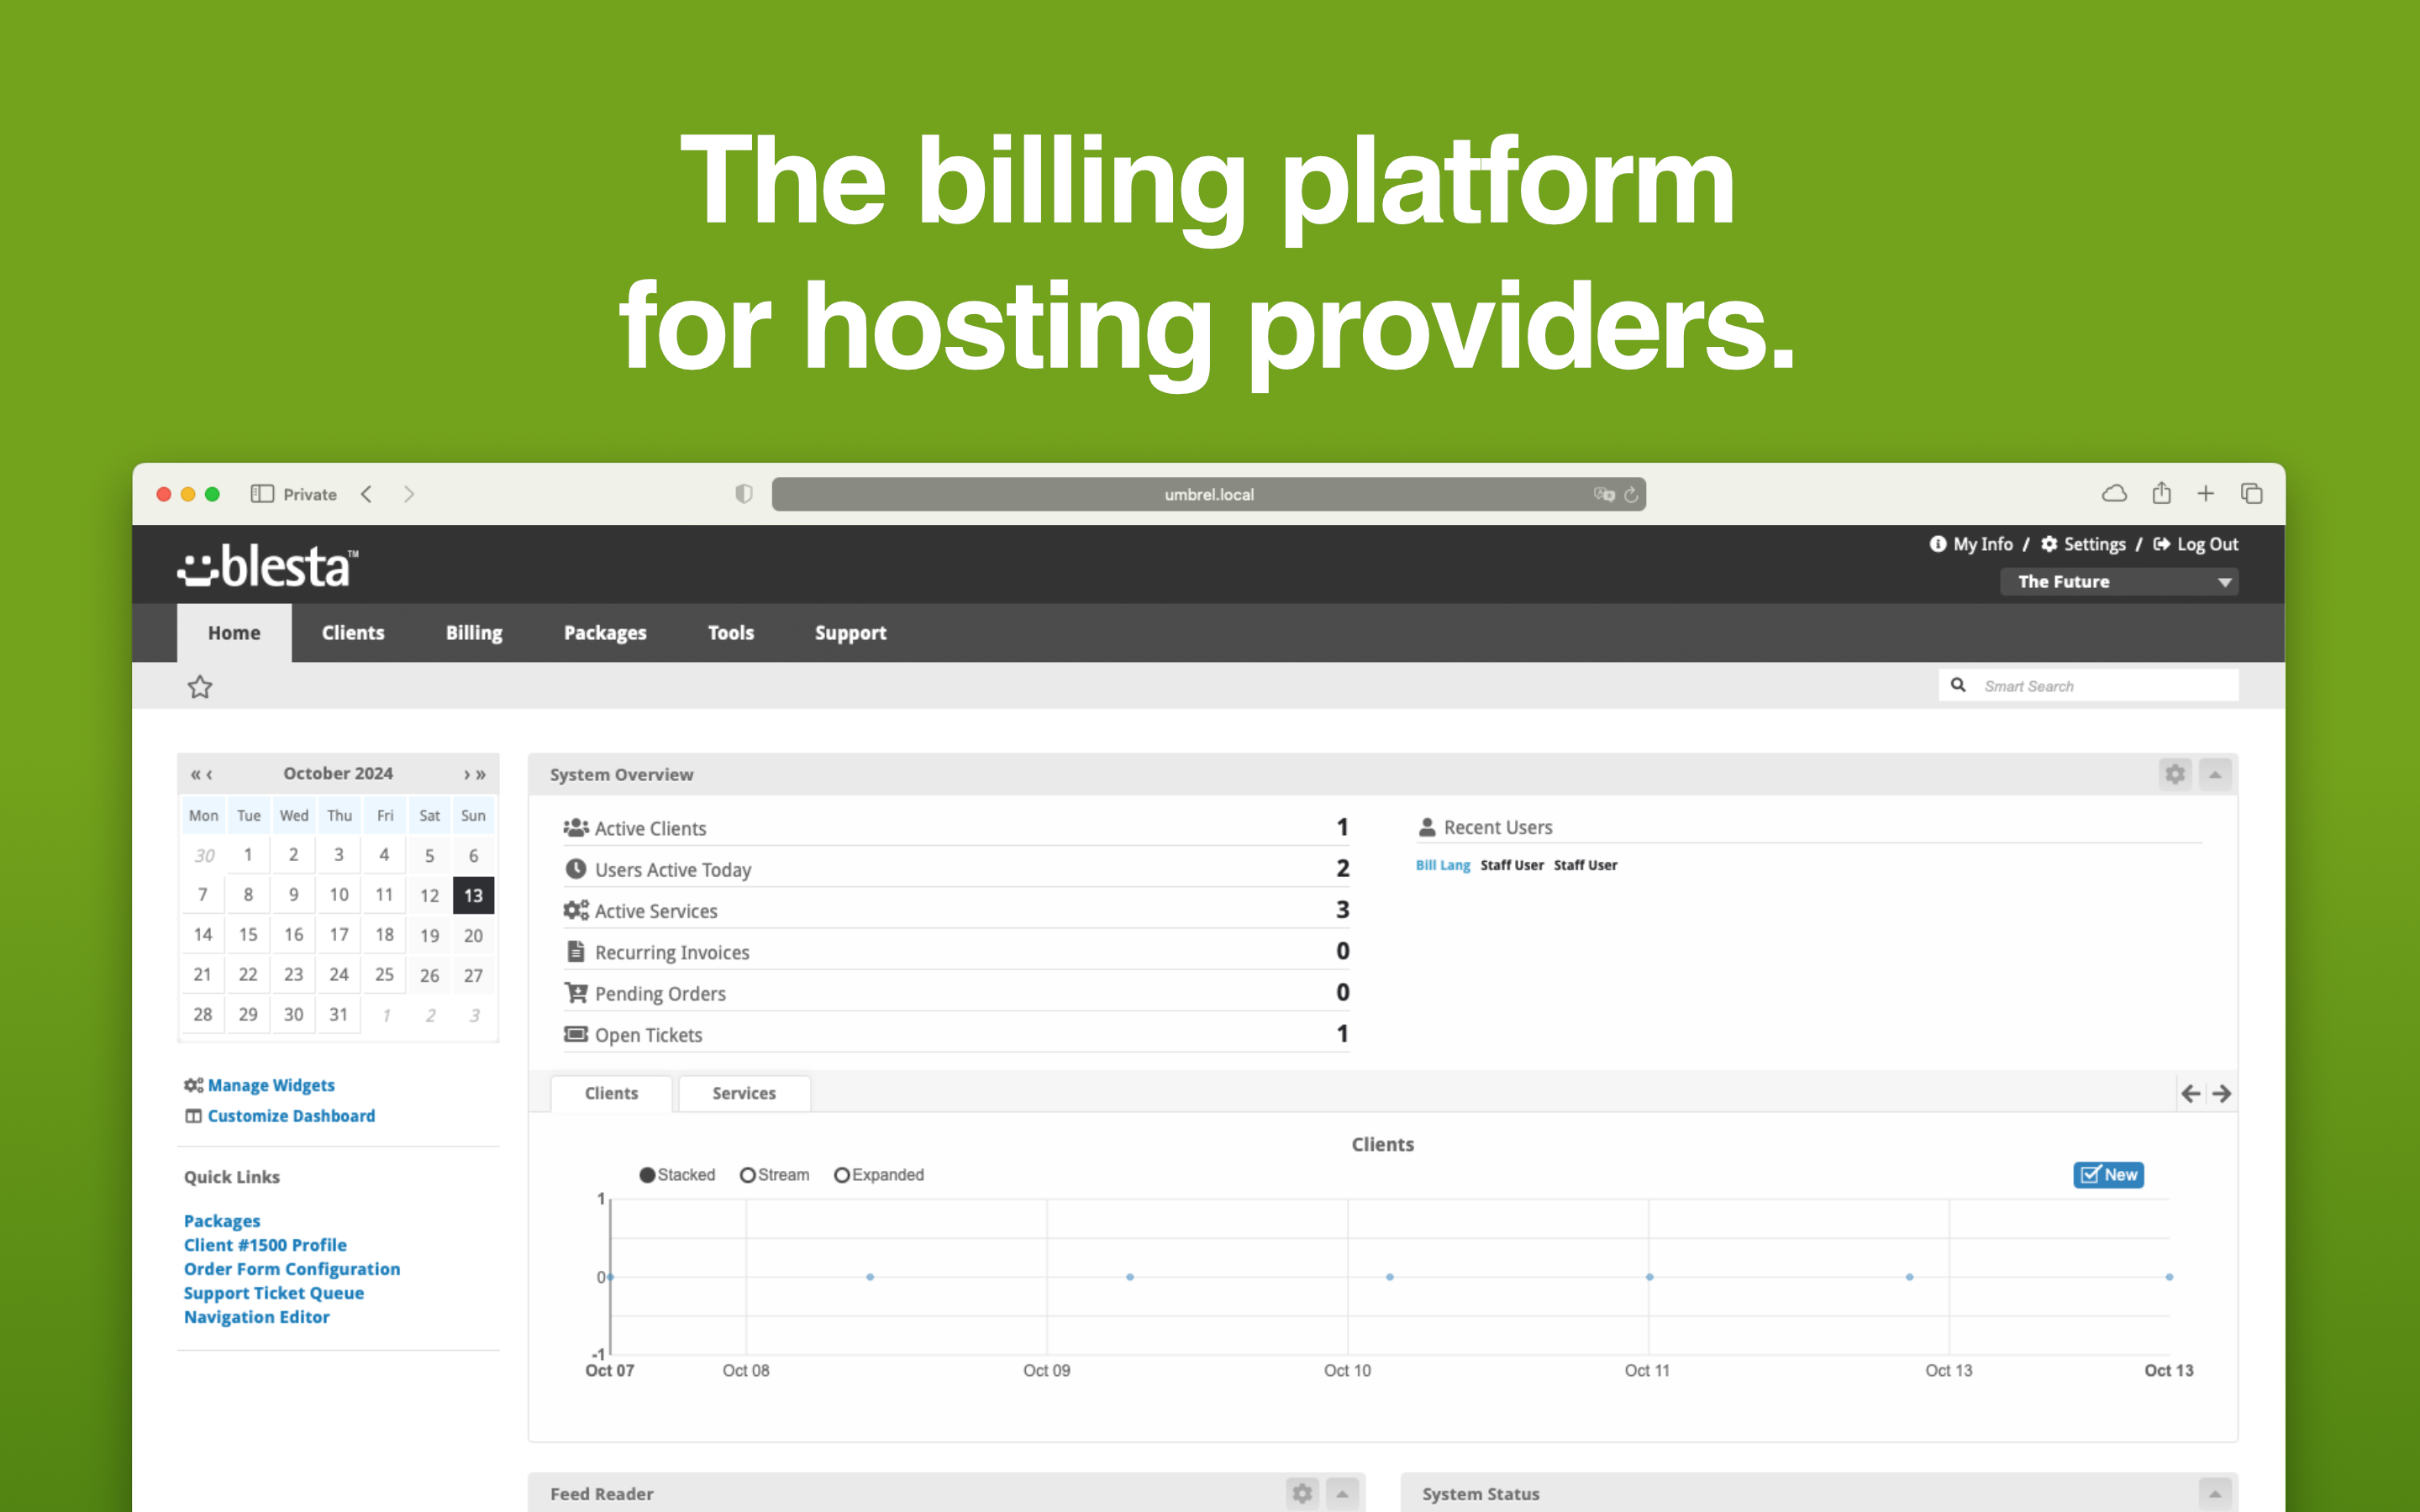 The billing platform
for hosting providers.
Private
umbrel.local
blesta™
My Info / Settings / Log Out
The Future
Home Clients Billing Packages Tools Support
Smart Search
« ‹ October 2024 › »
Mon Tue Wed Thu Fri Sat Sun
30 1 2 3 4 5 6
7 8 9 10 11 12 13
14 15 16 17 18 19 20
21 22 23 24 25 26 27
28 29 30 31 1 2 3
Manage Widgets
Customize Dashboard
Quick Links
Packages
Client #1500 Profile
Order Form Configuration
Support Ticket Queue
Navigation Editor
System Overview
Active Clients 1
Users Active Today 2
Active Services 3
Recurring Invoices 0
Pending Orders 0
Open Tickets 1
Recent Users
Bill Lang Staff User Staff User
Clients Services
Clients
Stacked Stream Expanded
New
1
0
-1
Oct 07 Oct 08 Oct 09 Oct 10 Oct 11 Oct 13 Oct 13
Feed Reader
System Status